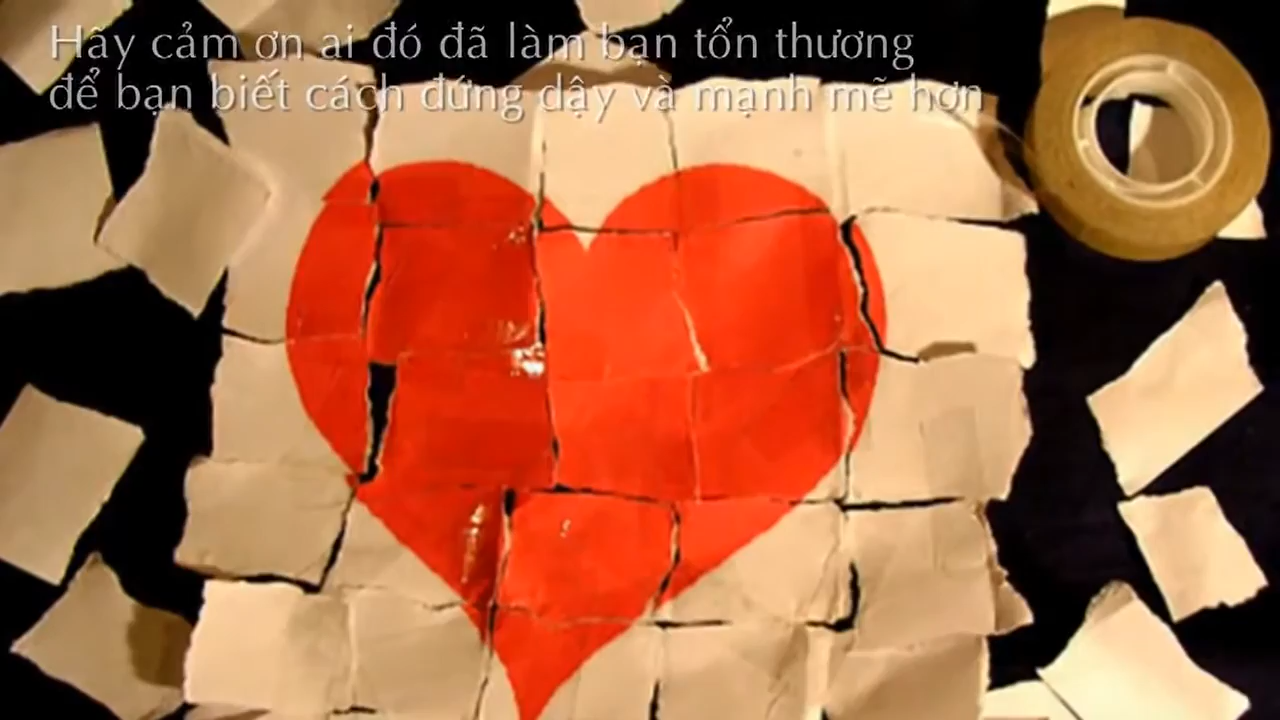 Hãy cảm ơn ai đó đã làm bạn tổn thương
để bạn biết cách đứng dậy và mạnh mẽ hơn